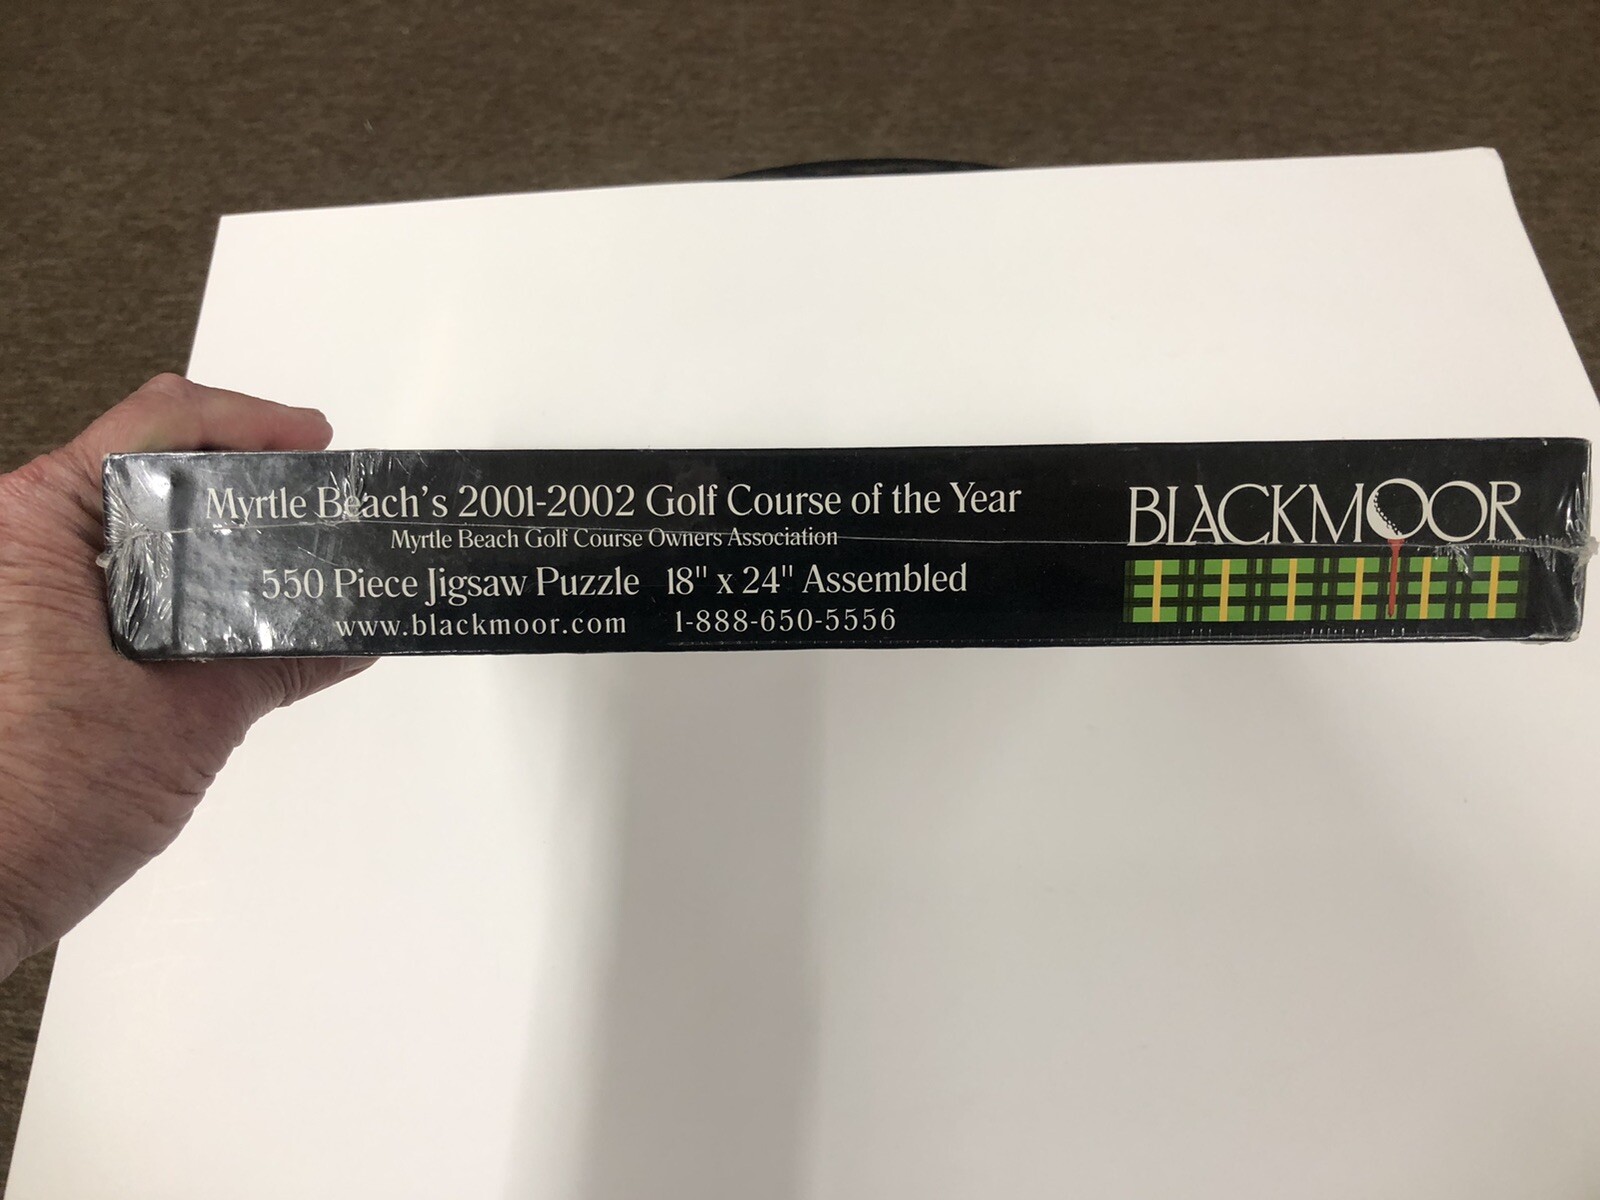 Myrtle Beach's 2001-2002 Golf Course of the Year
Myrtle Beach Golf Course Owners Association
550 Piece Jigsaw Puzzle 18" x 24" Assembled
www.blackmoor.com 1-888-650-5556
BLACKMOOR